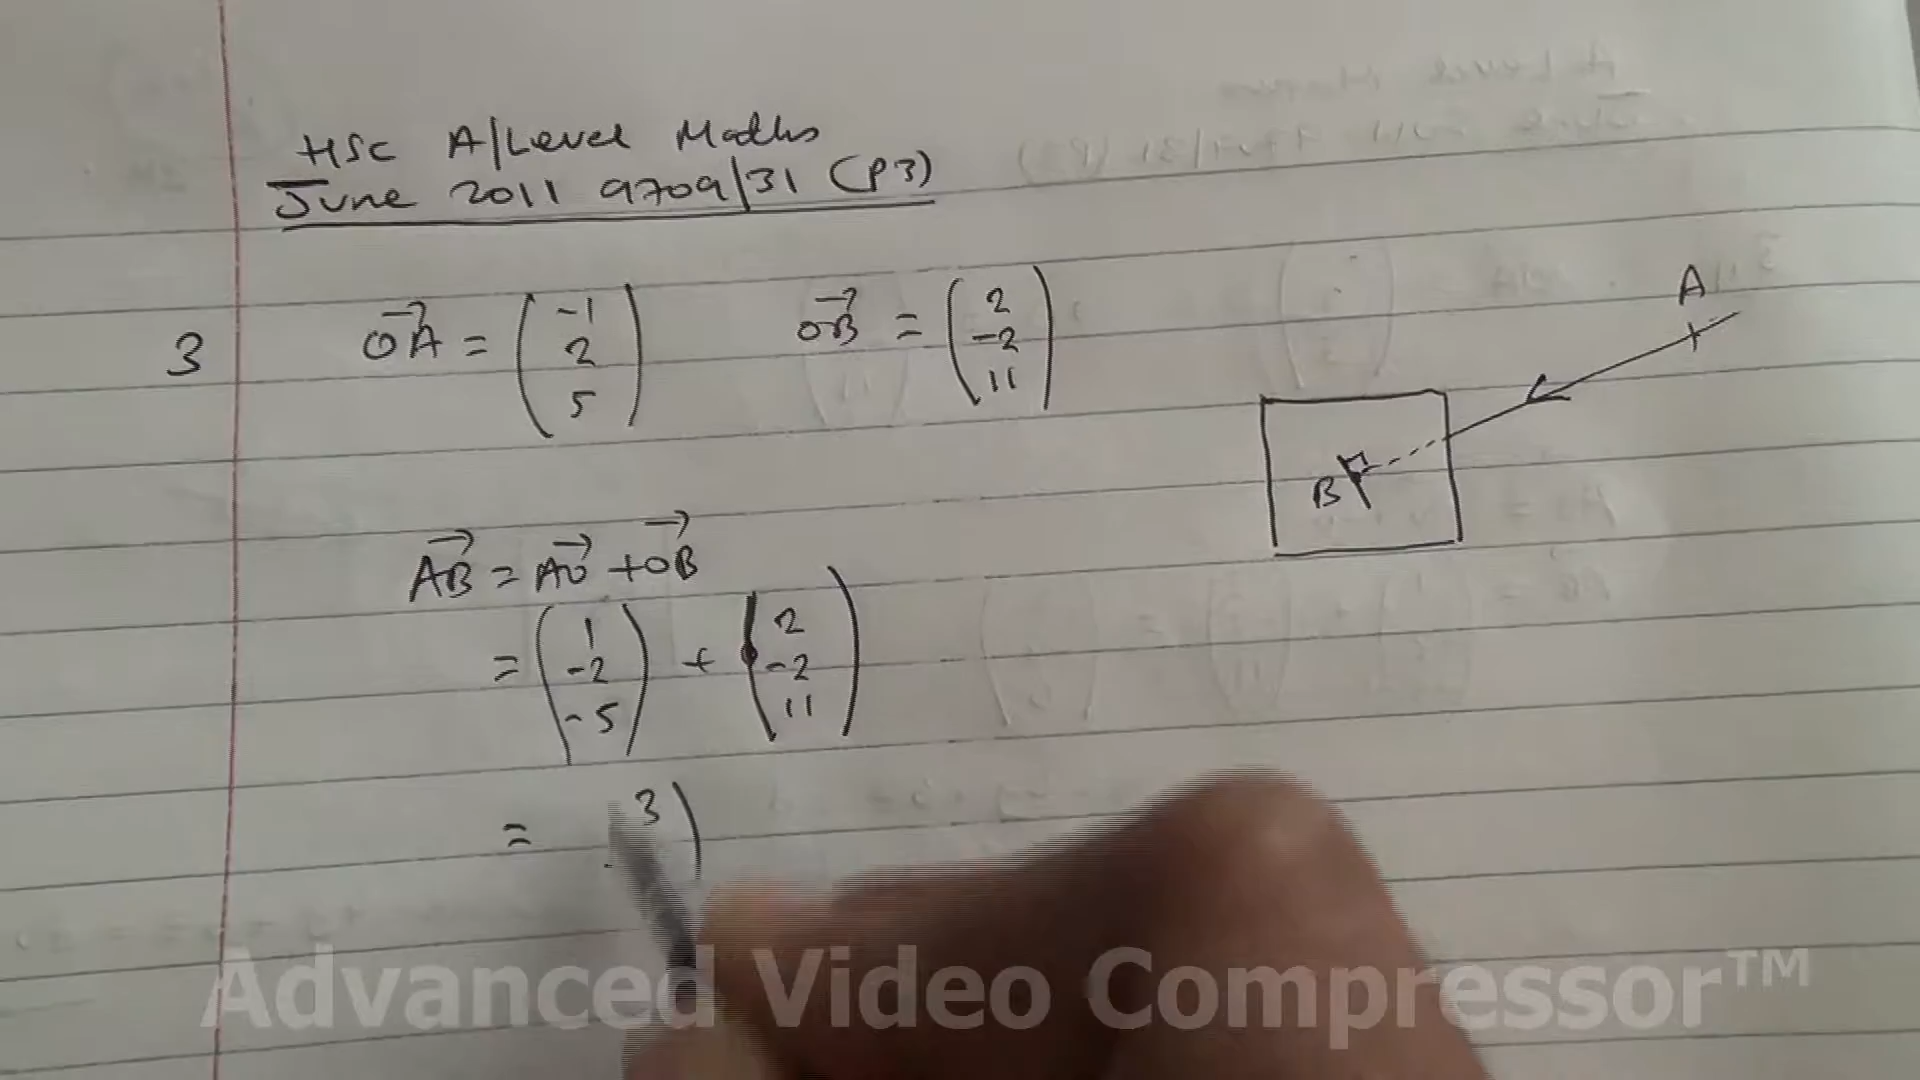 HSC A/Level Maths
June 2011 9709/31 (P3)
3 OA→ = (-1 2 5) OB→ = (2 -2 11)
A
B
AB→ = AO→ + OB→
= (1 -2 -5) + (2 -2 11)
= 3 )
Advanced Video Compressor™